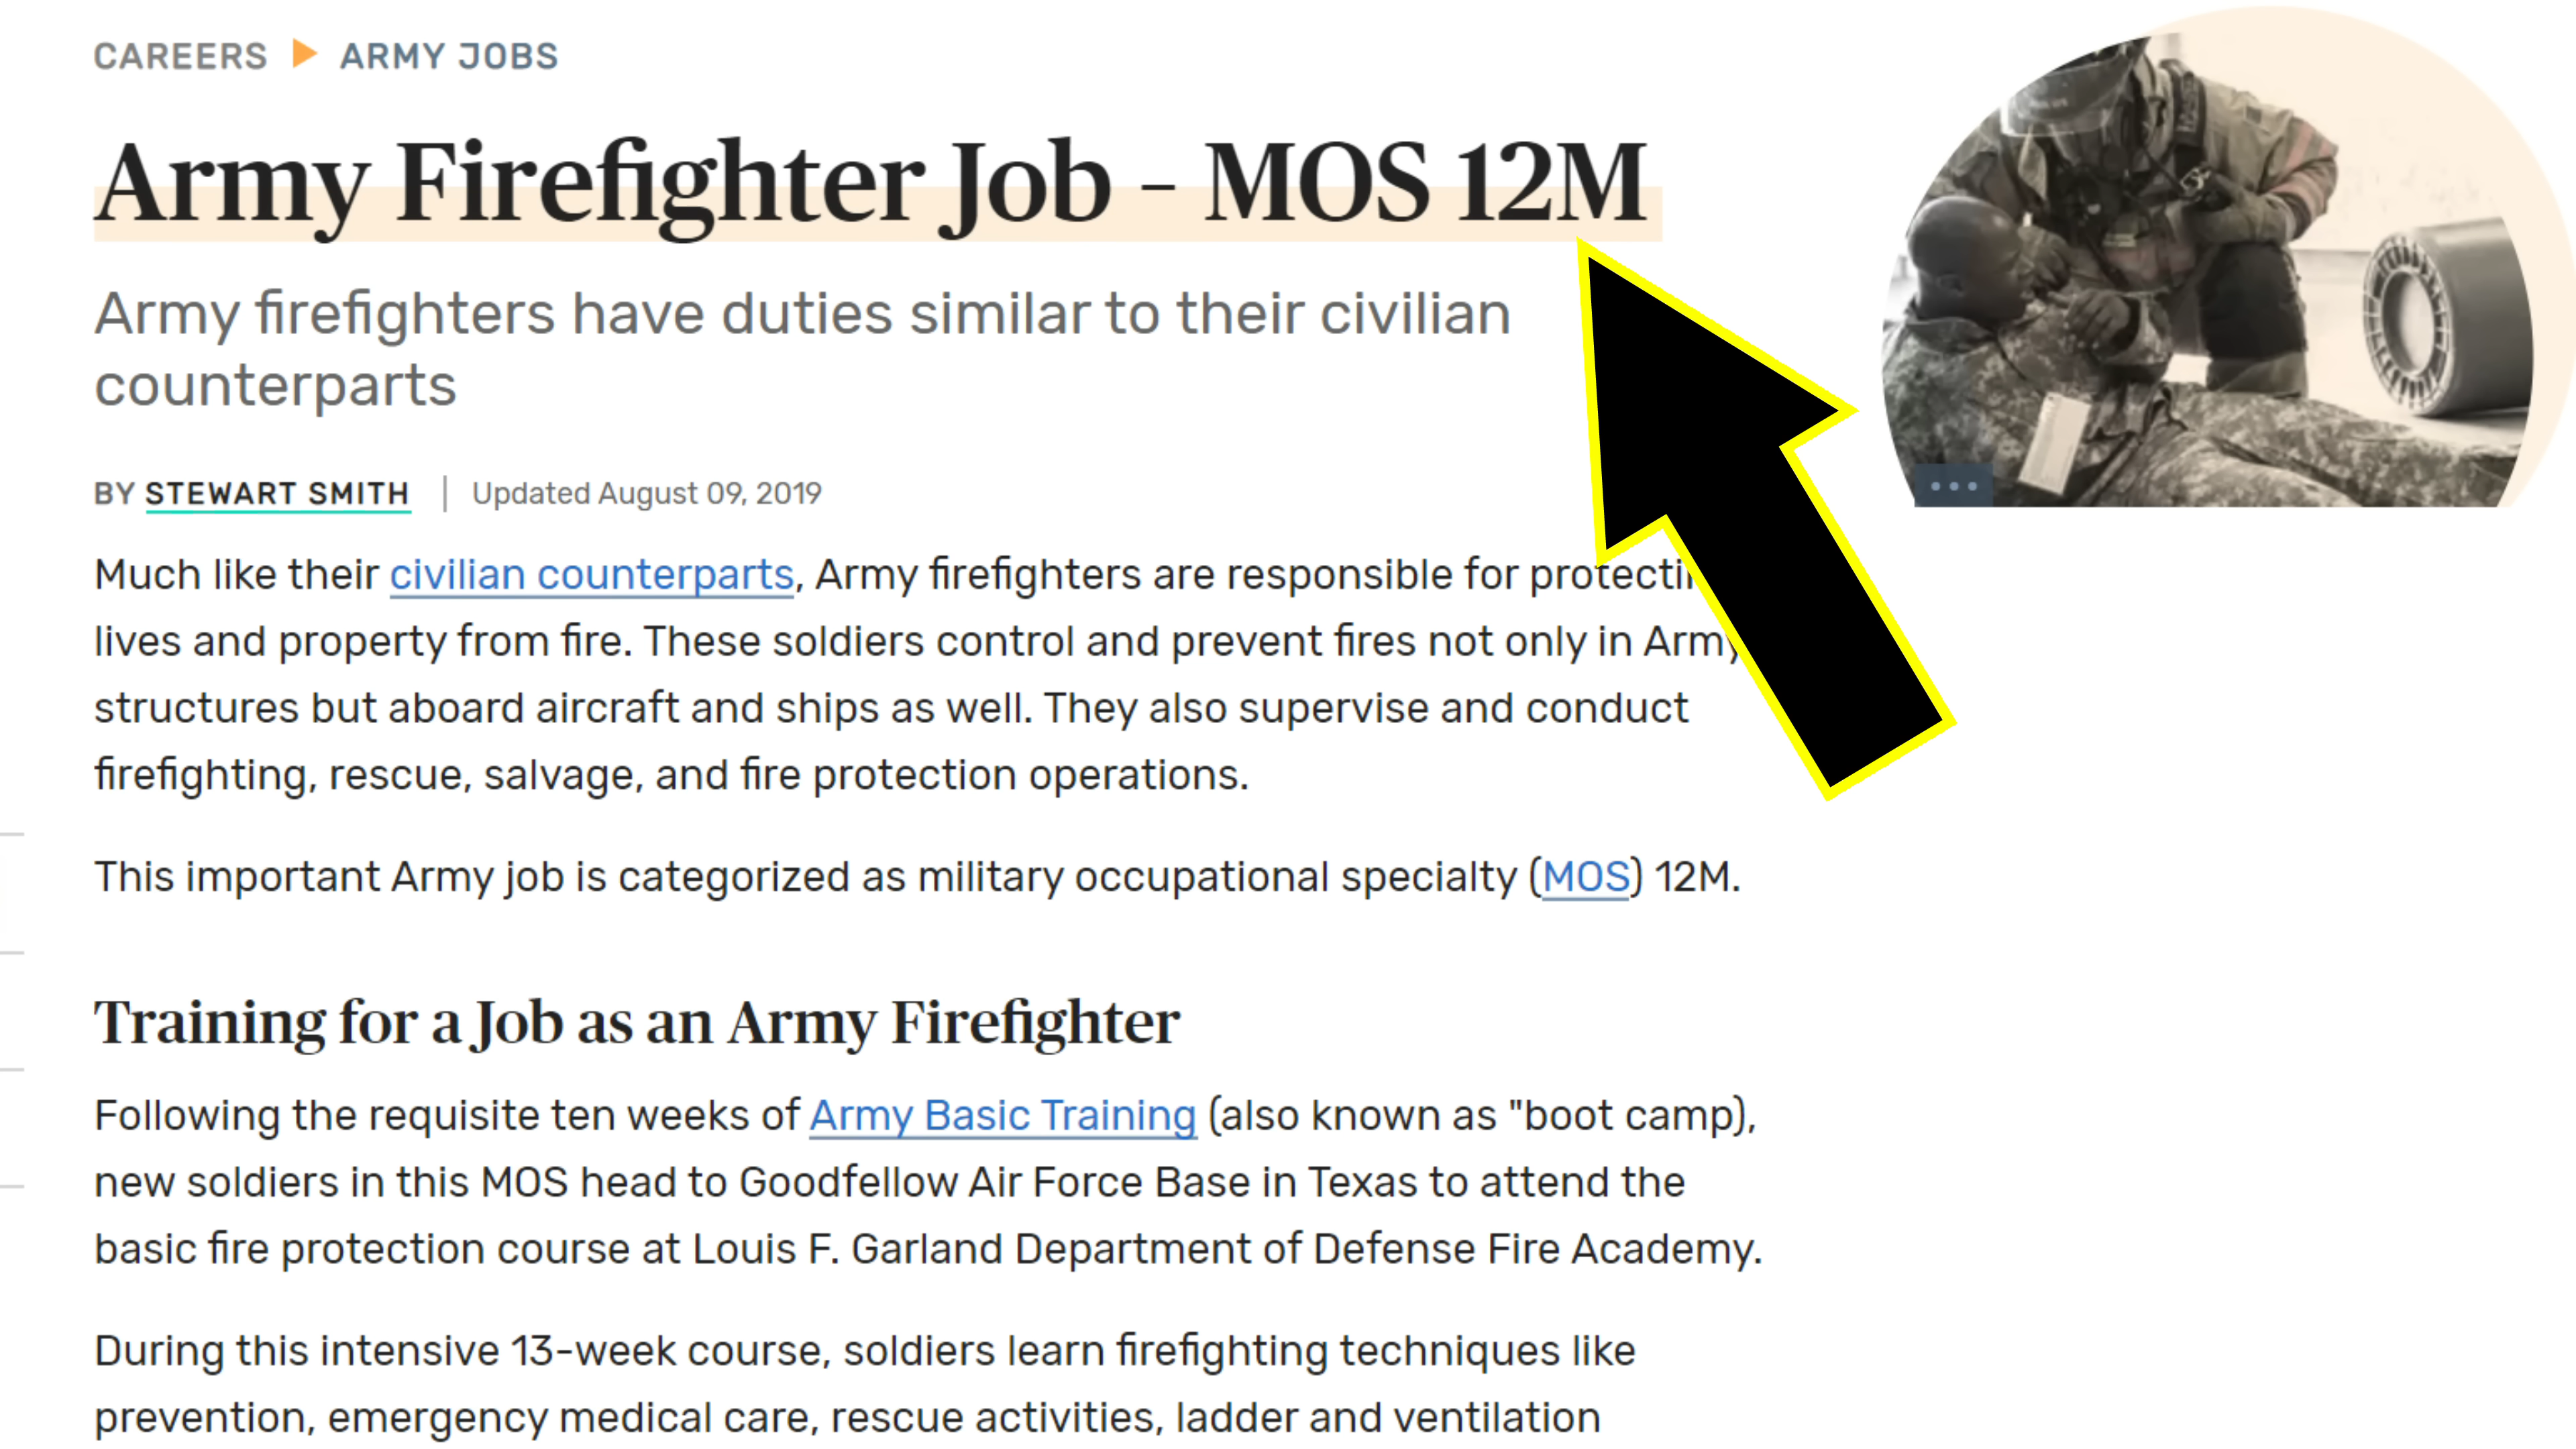 CAREERS ARMY JOBS
Army Firefighter Job - MOS 12M
Army firefighters have duties similar to their civilian
counterparts
BY STEWART SMITH | Updated August 09, 2019
Much like their civilian counterparts, Army firefighters are responsible for
lives and property from fire. These soldiers control and prevent fires not only in Army
structures but aboard aircraft and ships as well. They also supervise and conduct
firefighting, rescue, salvage, and fire protection operations.
This important Army job is categorized as military occupational specialty (MOS) 12M.
Training for a Job as an Army Firefighter
Following the requisite ten weeks of Army Basic Training (also known as "boot camp),
new soldiers in this MOS head to Goodfellow Air Force Base in Texas to attend the
basic fire protection course at Louis F. Garland Department of Defense Fire Academy.
During this intensive 13-week course, soldiers learn firefighting techniques like
prevention, emergency medical care, rescue activities, ladder and ventilation